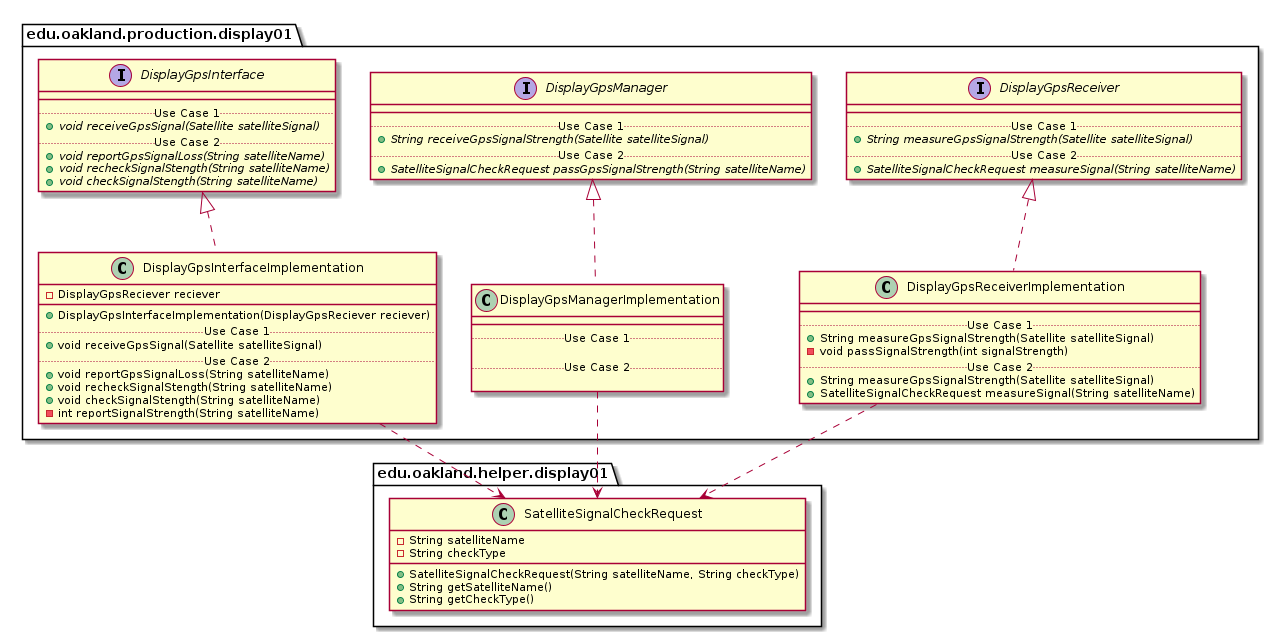 edu.oakland.production.display01
I DisplayGpsInterface
Use Case 1
void receiveGpsSignal(Satellite satelliteSignal)
Use Case 2
void reportGpsSignalLoss(String satelliteName)
void recheckSignalStength(String satelliteName)
void checkSignalStength(String satelliteName)
I DisplayGpsManager
Use Case 1
String receiveGpsSignalStrength(Satellite satelliteSignal)
Use Case 2
SatelliteSignalCheckRequest passGpsSignalStrength(String satelliteName)
I DisplayGpsReceiver
Use Case 1
String measureGpsSignalStrength(Satellite satelliteSignal)
Use Case 2
SatelliteSignalCheckRequest measureSignal(String satelliteName)
C DisplayGpsInterfaceImplementation
DisplayGpsReciever reciever
DisplayGpsInterfaceImplementation(DisplayGpsReciever reciever)
Use Case 1
void receiveGpsSignal(Satellite satelliteSignal)
Use Case 2
void reportGpsSignalLoss(String satelliteName)
void recheckSignalStength(String satelliteName)
void checkSignalStength(String satelliteName)
int reportSignalStrength(String satelliteName)
C DisplayGpsManagerImplementation
Use Case 1
Use Case 2
C DisplayGpsReceiverImplementation
Use Case 1
String measureGpsSignalStrength(Satellite satelliteSignal)
void passSignalStrength(int signalStrength)
Use Case 2
String measureGpsSignalStrength(Satellite satelliteSignal)
SatelliteSignalCheckRequest measureSignal(String satelliteName)
edu.oakland.helper.display01
C SatelliteSignalCheckRequest
String satelliteName
String checkType
SatelliteSignalCheckRequest(String satelliteName, String checkType)
String getSatelliteName()
String getCheckType()